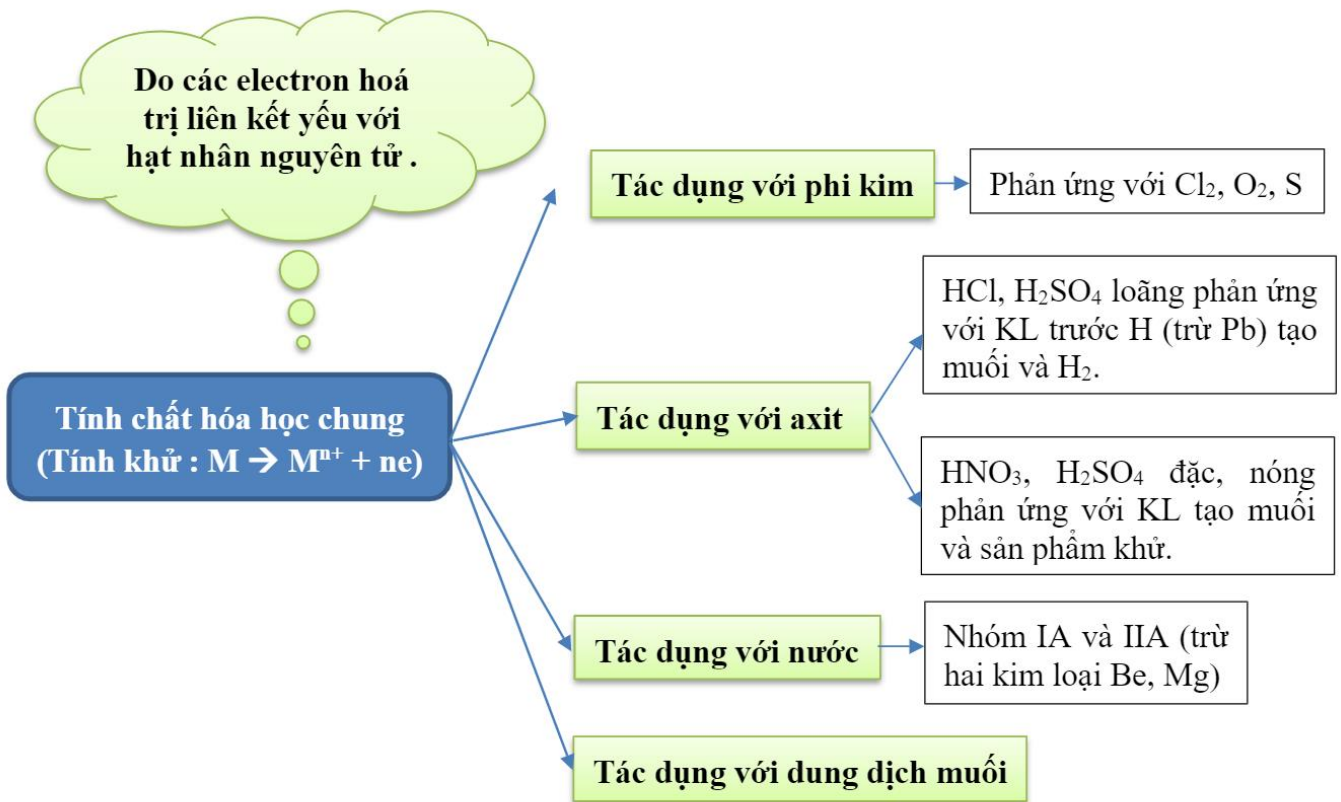 Do các electron hoá
trị liên kết yếu với
hạt nhân nguyên tử .
Tính chất hóa học chung
(Tính khử : M → Mⁿ⁺ + ne)
Tác dụng với phi kim
Phản ứng với Cl₂, O₂, S
Tác dụng với axit
HCl, H₂SO₄ loãng phản ứng
với KL trước H (trừ Pb) tạo
muối và H₂.
HNO₃, H₂SO₄ đặc, nóng
phản ứng với KL tạo muối
và sản phẩm khử.
Tác dụng với nước
Nhóm IA và IIA (trừ
hai kim loại Be, Mg)
Tác dụng với dung dịch muối